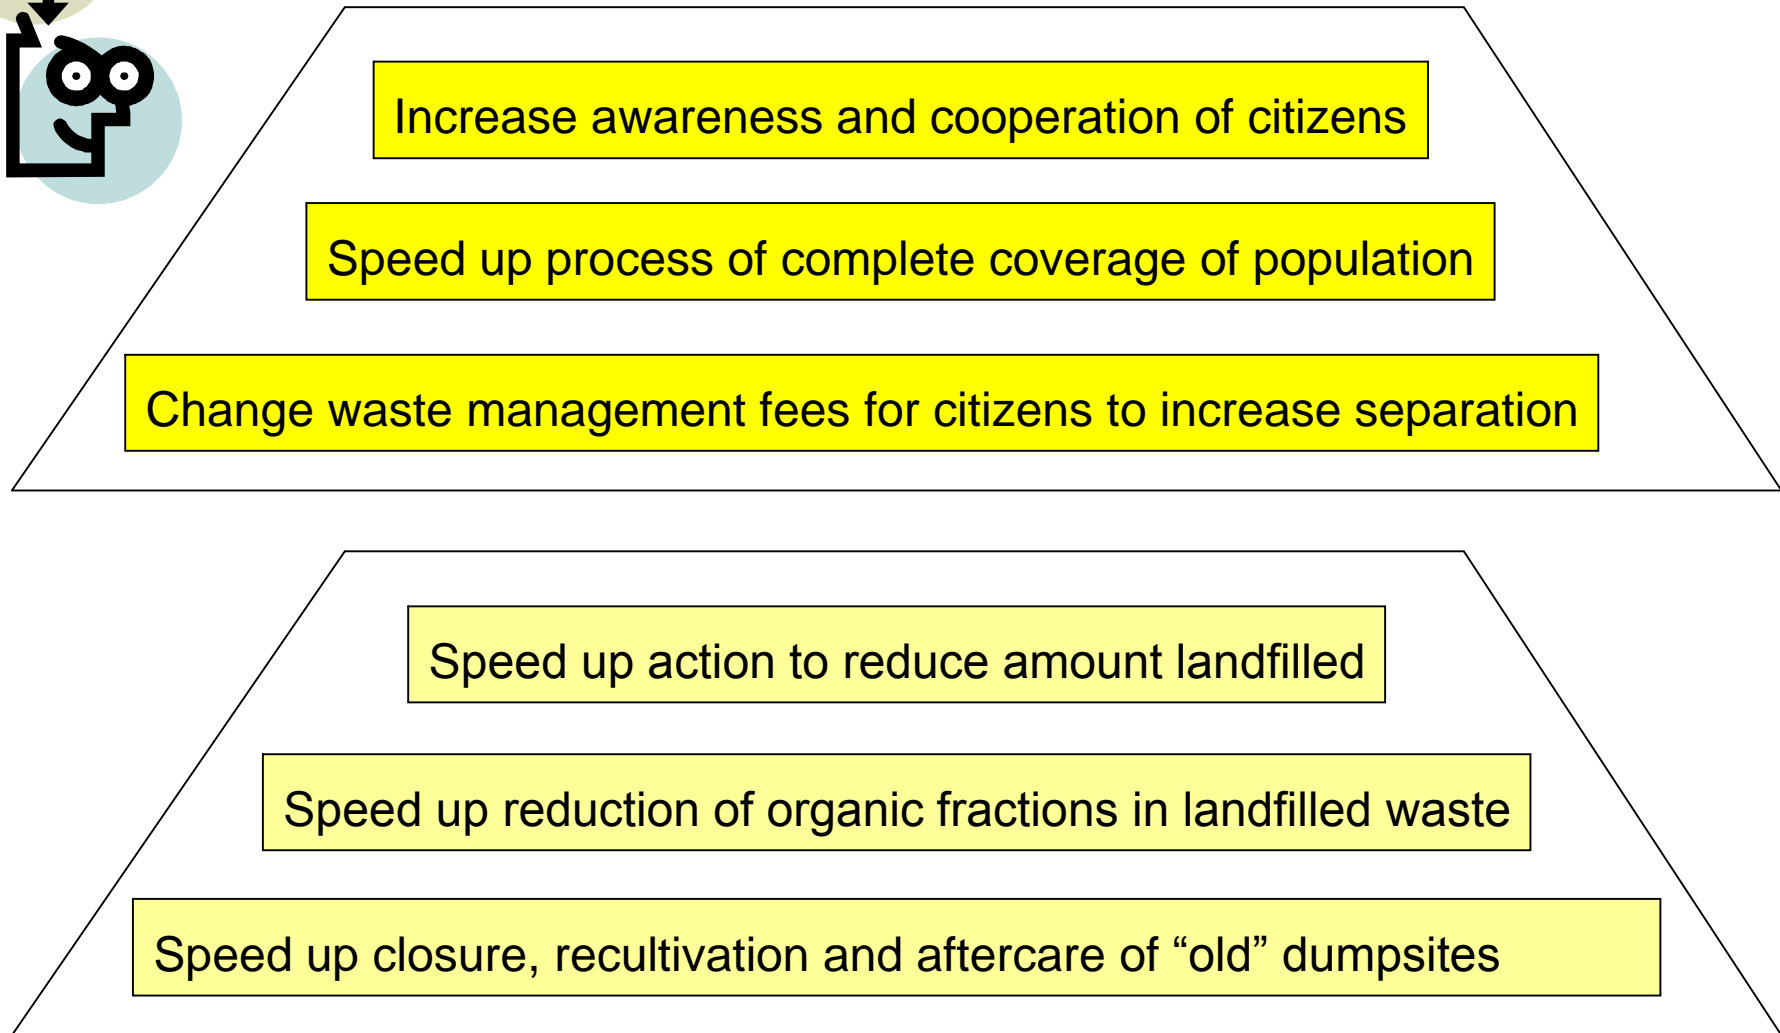 Increase awareness and cooperation of citizens
Speed up process of complete coverage of population
Change waste management fees for citizens to increase separation
Speed up action to reduce amount landfilled
Speed up reduction of organic fractions in landfilled waste
Speed up closure, recultivation and aftercare of “old” dumpsites